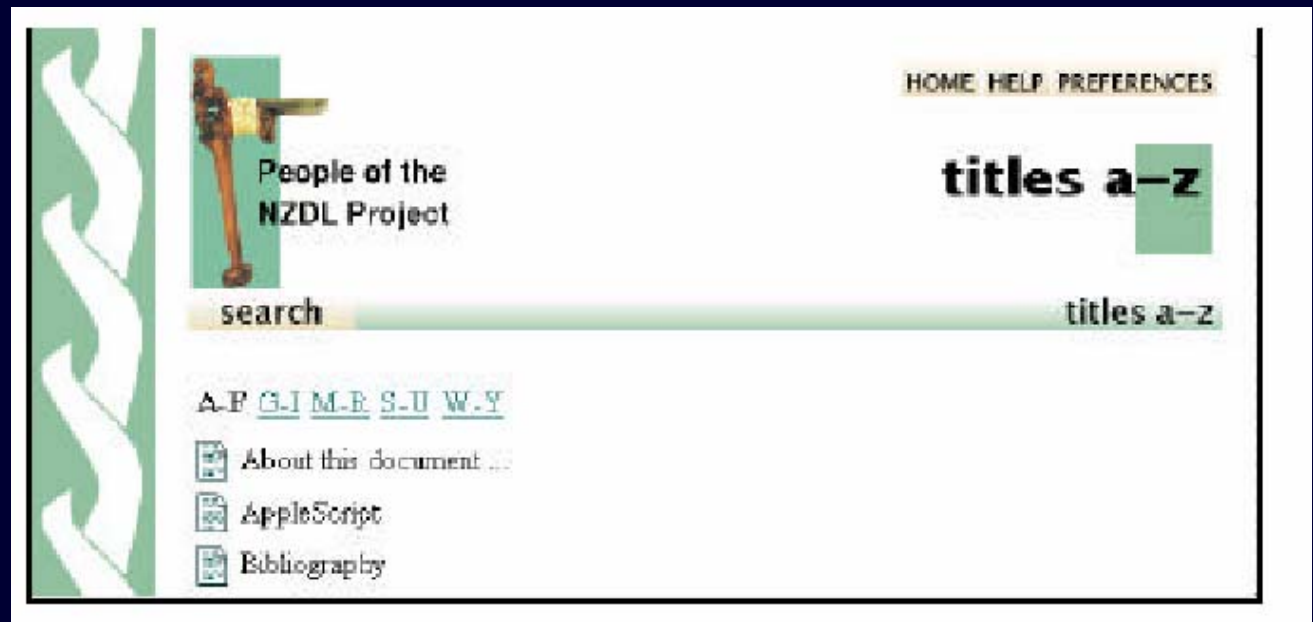 HOME HELP PREFERENCES
People of the
NZDL Project
titles a–z
search titles a–z
A-F G-I M-R S-U W-Y
About this document ...
AppleScript
Bibliography